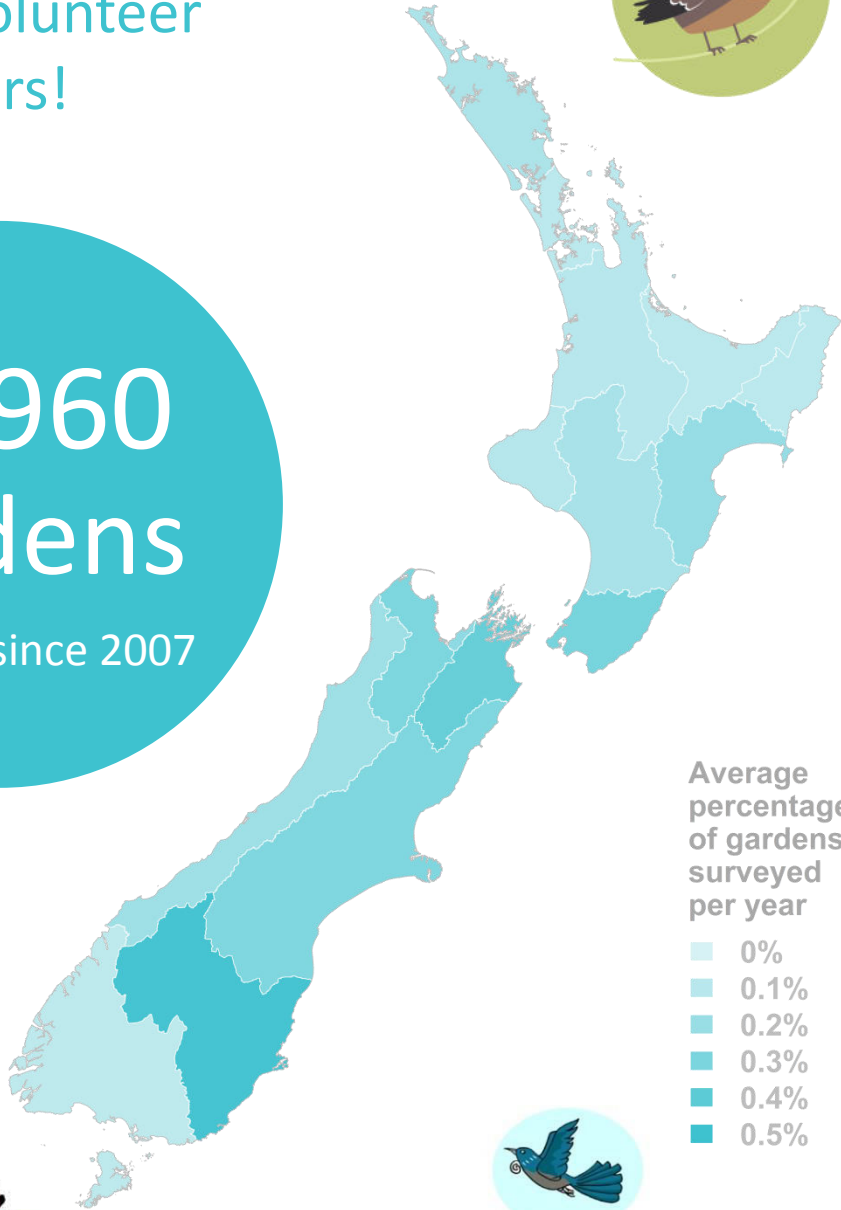 olunteer
rs!
960
dens
since 2007
Average
percentage
of gardens
surveyed
per year
0%
0.1%
0.2%
0.3%
0.4%
0.5%